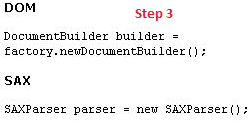 DOM
Step 3
DocumentBuilder builder =
factory.newDocumentBuilder();
SAX
SAXParser parser = new SAXParser();